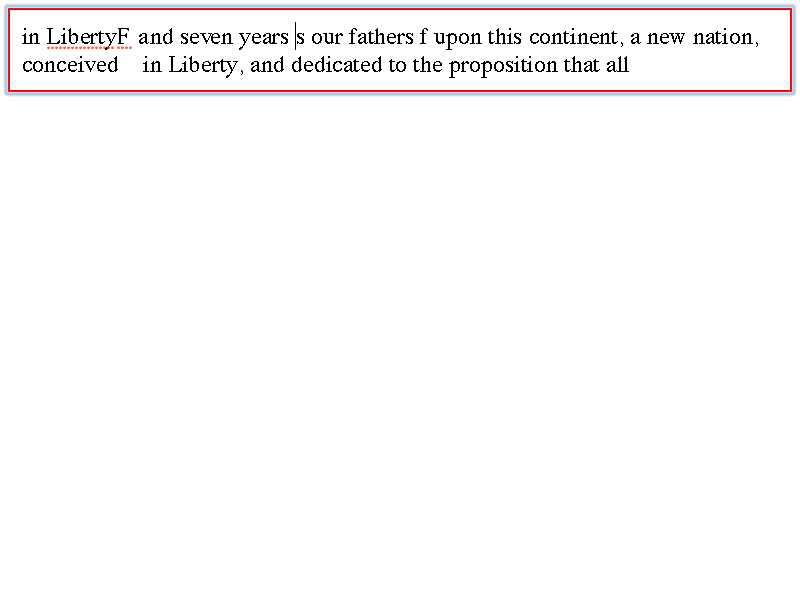 in LibertyF and seven years s our fathers f upon this continent, a new nation,
conceived    in Liberty, and dedicated to the proposition that all